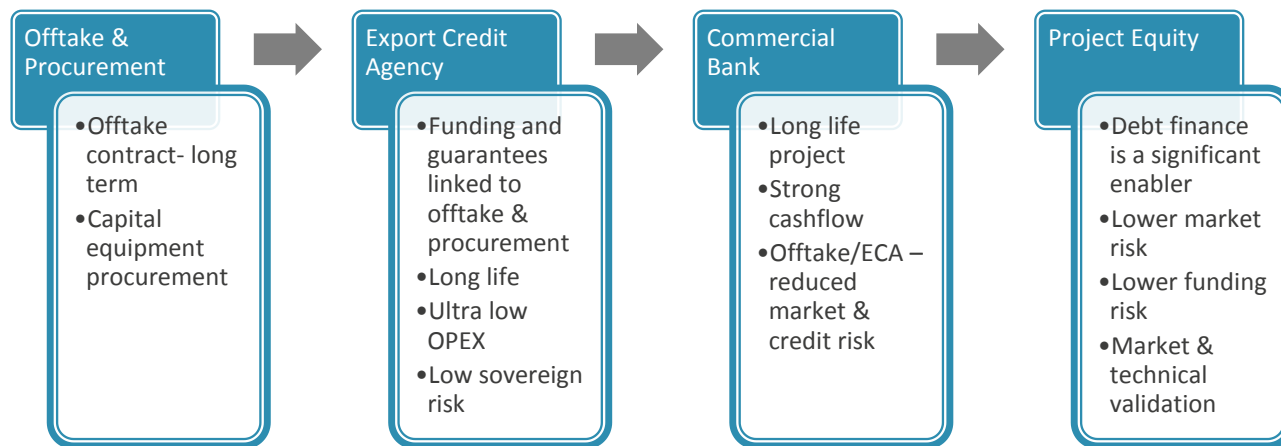 Offtake &
Procurement
•Offtake
contract- long
term
•Capital
equipment
procurement
Export Credit
Agency
•Funding and
guarantees
linked to
offtake &
procurement
•Long life
•Ultra low
OPEX
•Low sovereign
risk
Commercial
Bank
•Long life
project
•Strong
cashflow
•Offtake/ECA –
reduced
market &
credit risk
Project Equity
•Debt finance
is a significant
enabler
•Lower market
risk
•Lower funding
risk
•Market &
technical
validation